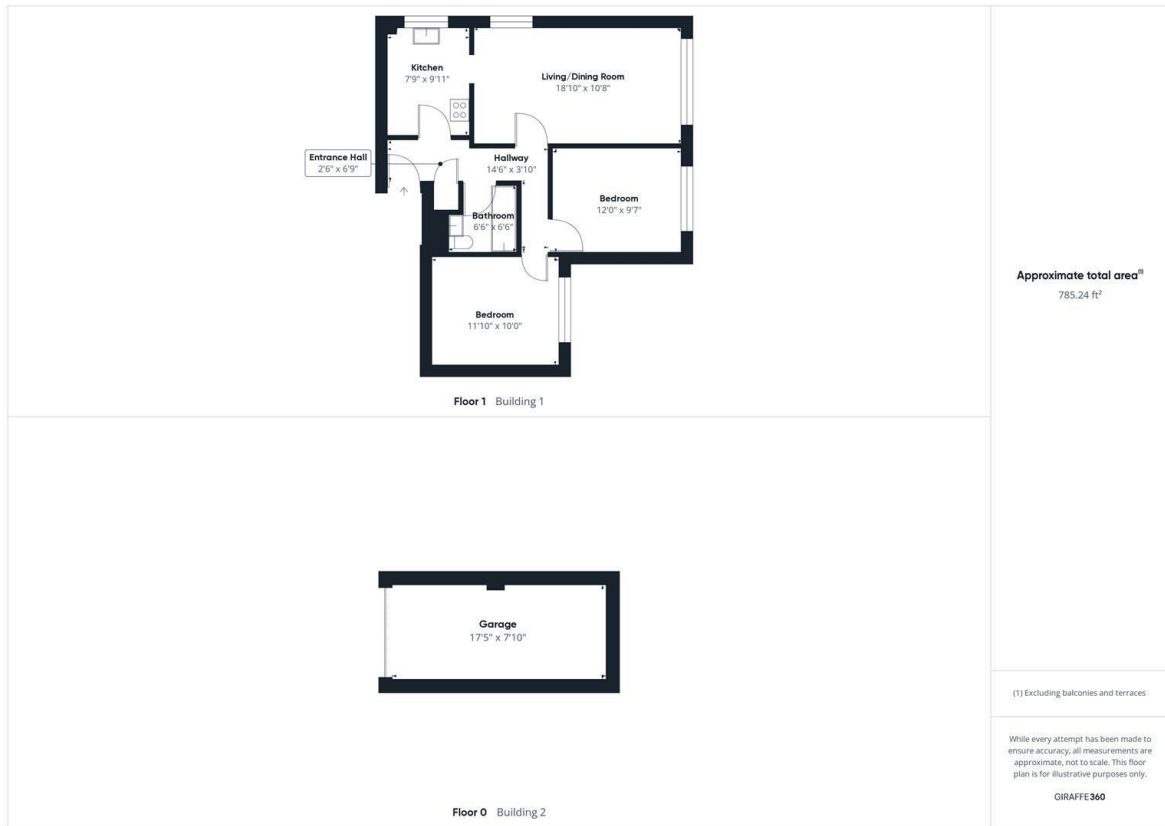 Kitchen
7'9" x 9'11"
Living/Dining Room
18'10" x 10'8"
Entrance Hall
2'6" x 6'9"
Hallway
14'6" x 3'10"
Bedroom
12'0" x 9'7"
Bathroom
6'6" x 6'6"
Bedroom
11'10" x 10'0"
Floor 1 Building 1
Garage
17'5" x 7'10"
Floor 0 Building 2
Approximate total area(1)
785.24 ft²
(1) Excluding balconies and terraces
While every attempt has been made to
ensure accuracy, all measurements are
approximate, not to scale. This floor
plan is for illustrative purposes only.
GIRAFFE360